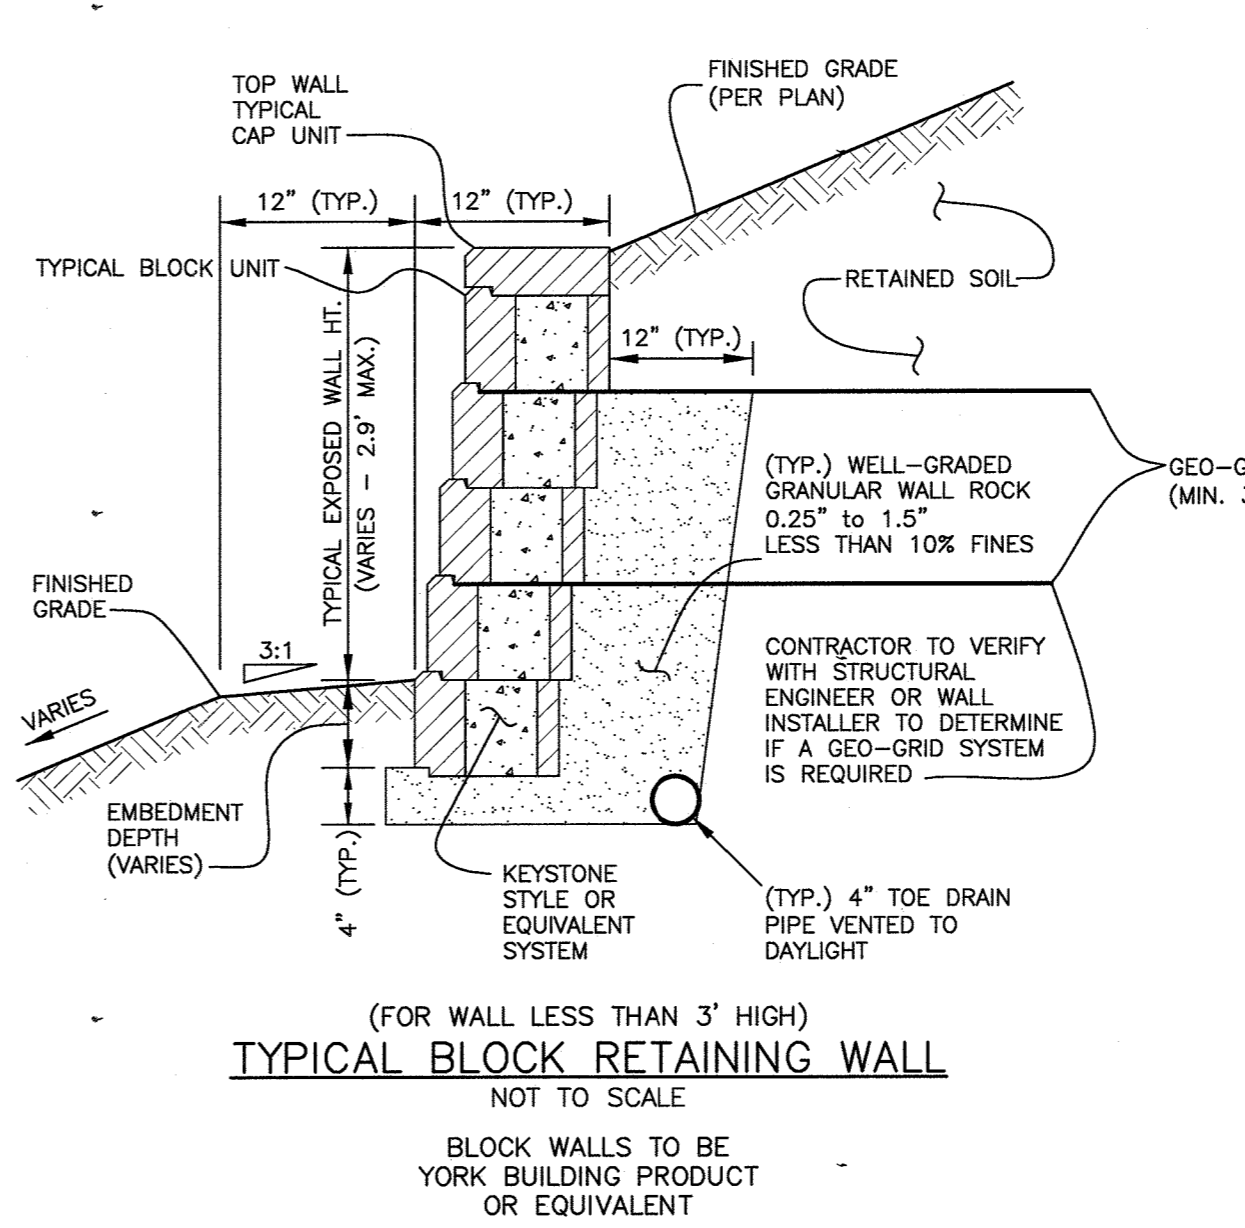 TOP WALL
TYPICAL
CAP UNIT
FINISHED GRADE
(PER PLAN)
12" (TYP.)
12" (TYP.)
TYPICAL BLOCK UNIT
RETAINED SOIL
12" (TYP.)
TYPICAL EXPOSED WALL HT.
(VARIES – 2.9' MAX.)
(TYP.) WELL–GRADED
GRANULAR WALL ROCK
0.25" to 1.5"
LESS THAN 10% FINES
GEO–G
(MIN. 3
FINISHED
GRADE
3:1
VARIES
CONTRACTOR TO VERIFY
WITH STRUCTURAL
ENGINEER OR WALL
INSTALLER TO DETERMINE
IF A GEO–GRID SYSTEM
IS REQUIRED
EMBEDMENT
DEPTH
(VARIES)
4" (TYP.)
KEYSTONE
STYLE OR
EQUIVALENT
SYSTEM
(TYP.) 4" TOE DRAIN
PIPE VENTED TO
DAYLIGHT
(FOR WALL LESS THAN 3' HIGH)
TYPICAL BLOCK RETAINING WALL
NOT TO SCALE
BLOCK WALLS TO BE
YORK BUILDING PRODUCT
OR EQUIVALENT